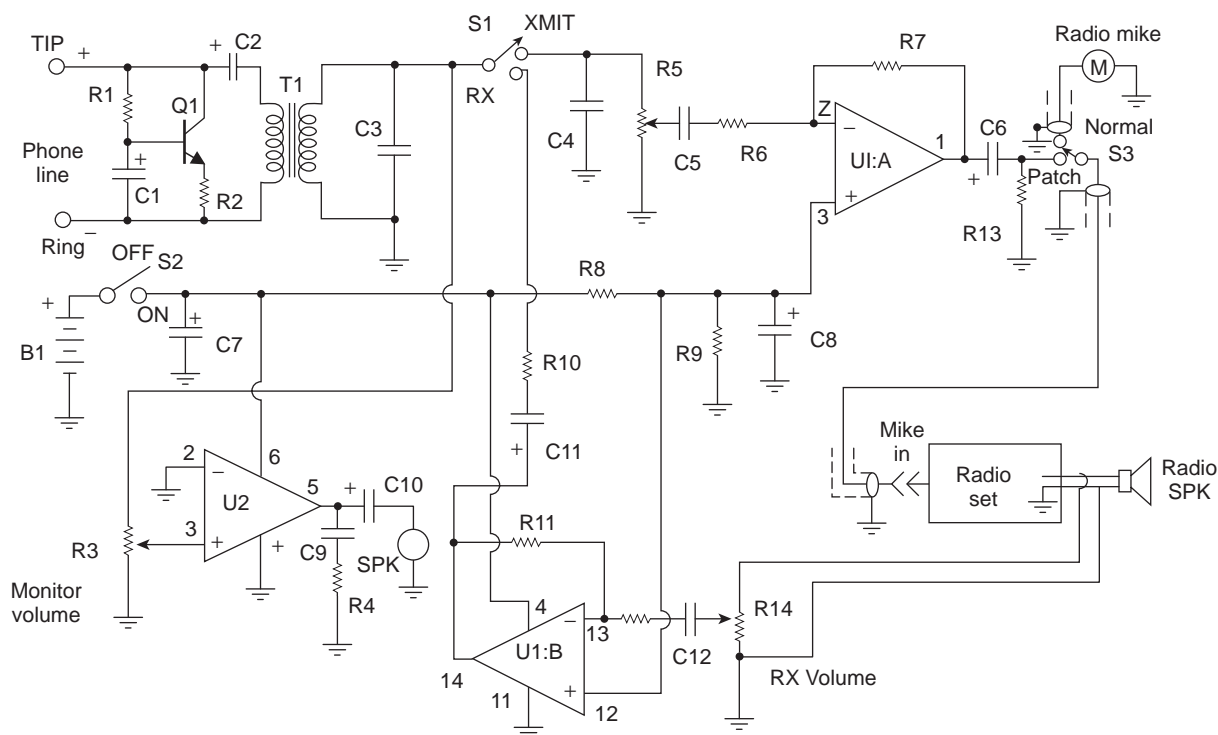 S1
XMIT
TIP
+
+
C2
R1
Q1
T1
RX
R5
R7
Radio mike
M
Phone
line
+
C1
R2
C3
C4
C5
R6
Z
−
UI:A
+
3
1
C6
+
Normal
S3
Patch
R13
Ring
−
OFF
S2
ON
+
B1
+
C7
R8
R9
+
C8
R10
+
C11
2
−
6
U2
5
+
C10
3
+
+
C9
SPK
R3
R4
Monitor
volume
R11
4
−
13
U1:B
14
11
+
12
C12
R14
RX Volume
Mike
in
Radio
set
Radio
SPK